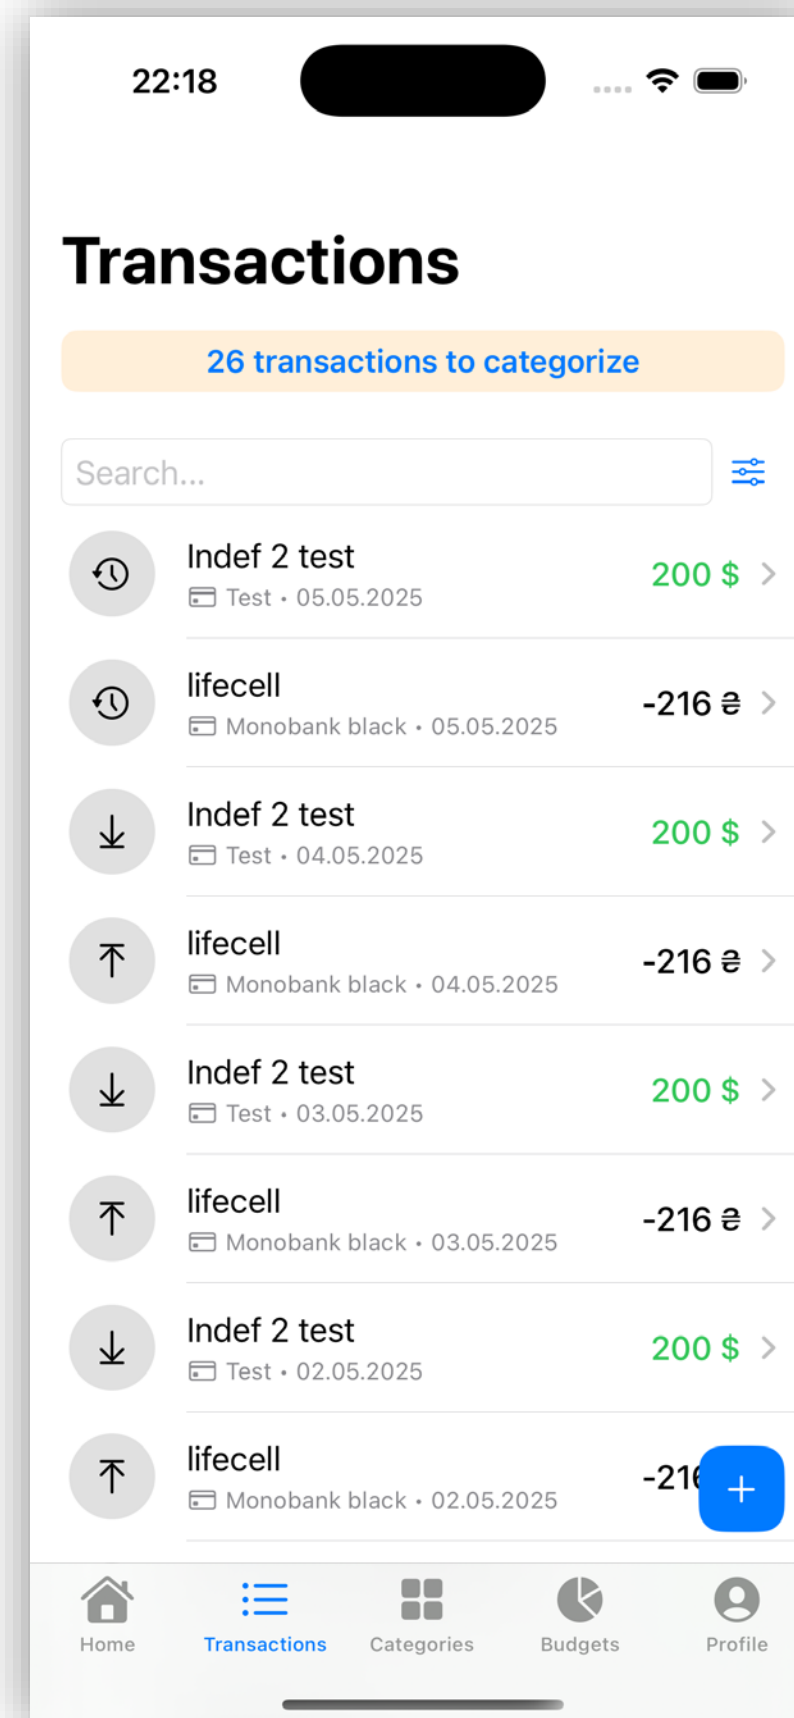 22:18
Transactions
26 transactions to categorize
Search...
Indef 2 test
200 $
Test • 05.05.2025
lifecell
-216 ₴
Monobank black • 05.05.2025
Indef 2 test
200 $
Test • 04.05.2025
lifecell
-216 ₴
Monobank black • 04.05.2025
Indef 2 test
200 $
Test • 03.05.2025
lifecell
-216 ₴
Monobank black • 03.05.2025
Indef 2 test
200 $
Test • 02.05.2025
lifecell
-216
Monobank black • 02.05.2025
Home
Transactions
Categories
Budgets
Profile